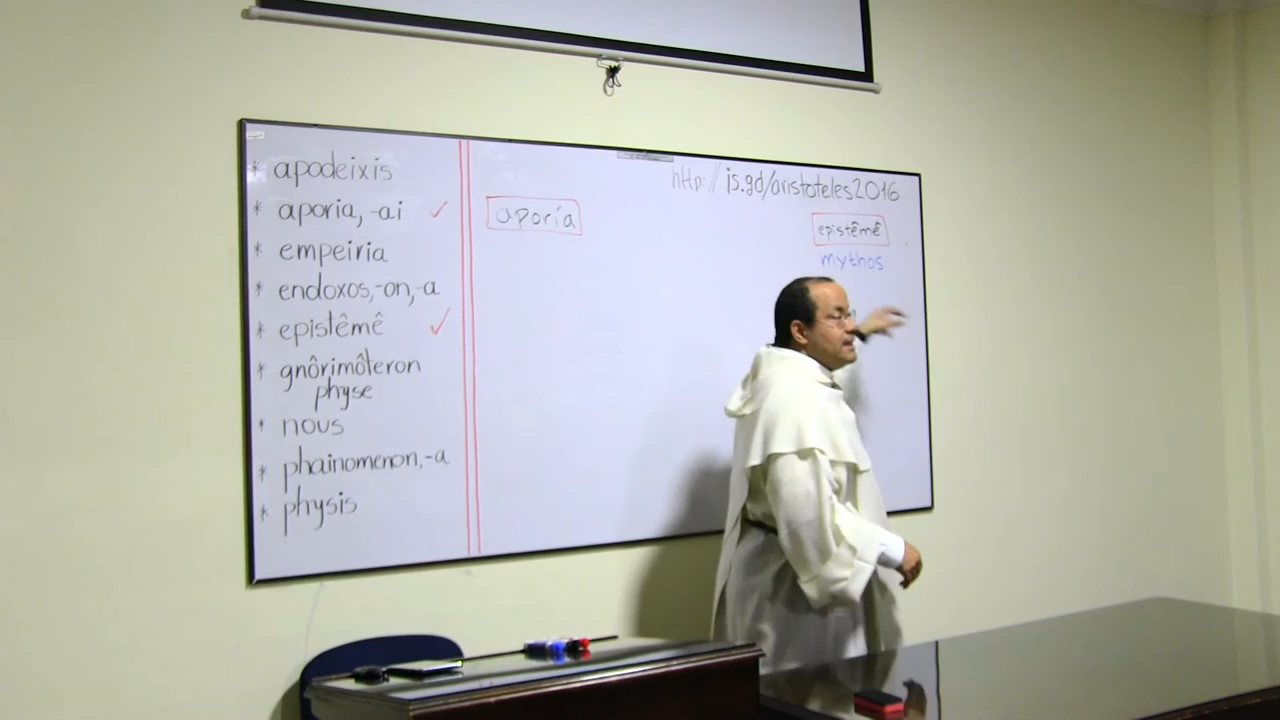 * apodeixis
* aporia, -ai ✓
* empeiria
* endoxos,-on,-a
* epistêmê ✓
* gnôrimôteron
physe
* nous
* phainomenon,-a
* physis
aporía
http://is.gd/aristoteles2016
epistêmê
mythos